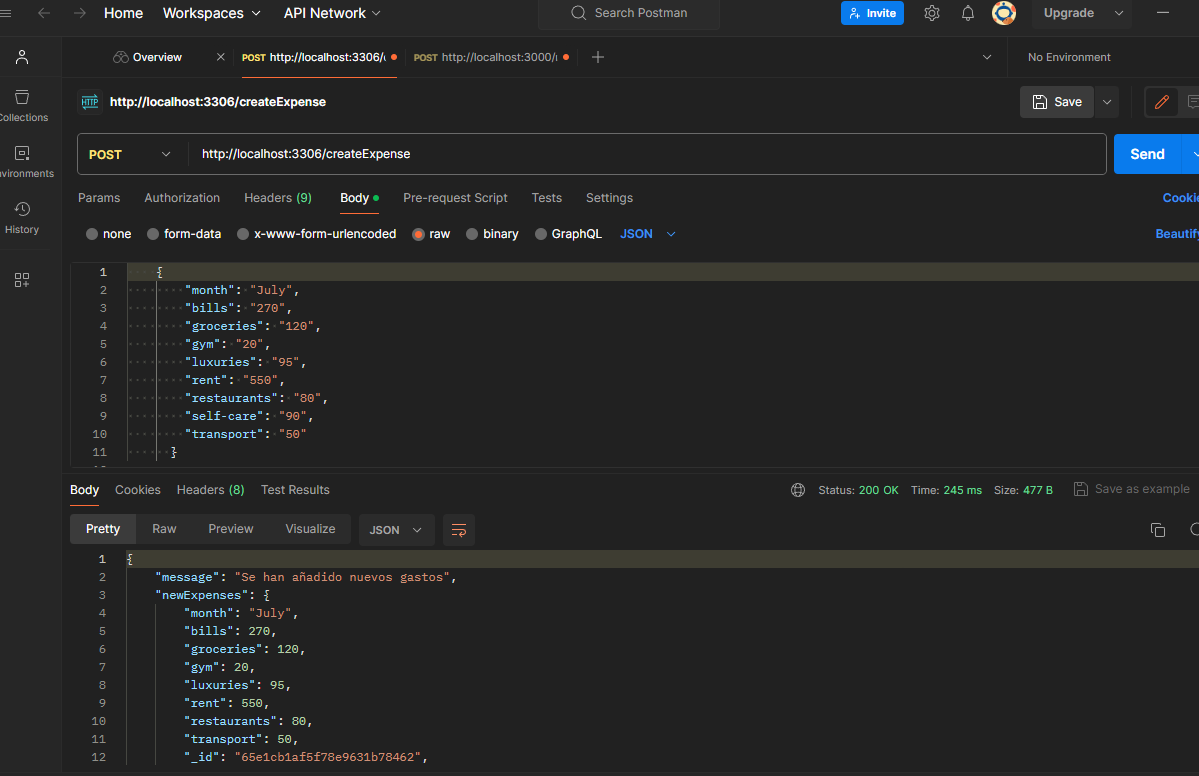 Home Workspaces API Network Search Postman Invite Upgrade
Overview POST http://localhost:3306/ POST http://localhost:3000/ No Environment
HTTP http://localhost:3306/createExpense Save
Collections
POST http://localhost:3306/createExpense Send
vironments
Params Authorization Headers (9) Body Pre-request Script Tests Settings Cookie
History
none form-data x-www-form-urlencoded raw binary GraphQL JSON Beautify
1 {
2 "month": "July",
3 "bills": "270",
4 "groceries": "120",
5 "gym": "20",
6 "luxuries": "95",
7 "rent": "550",
8 "restaurants": "80",
9 "self-care": "90",
10 "transport": "50"
11 }
Body Cookies Headers (8) Test Results Status: 200 OK Time: 245 ms Size: 477 B Save as example
Pretty Raw Preview Visualize JSON
1 {
2 "message": "Se han añadido nuevos gastos",
3 "newExpenses": {
4 "month": "July",
5 "bills": 270,
6 "groceries": 120,
7 "gym": 20,
8 "luxuries": 95,
9 "rent": 550,
10 "restaurants": 80,
11 "transport": 50,
12 "_id": "65e1cb1af5f78e9631b78462",